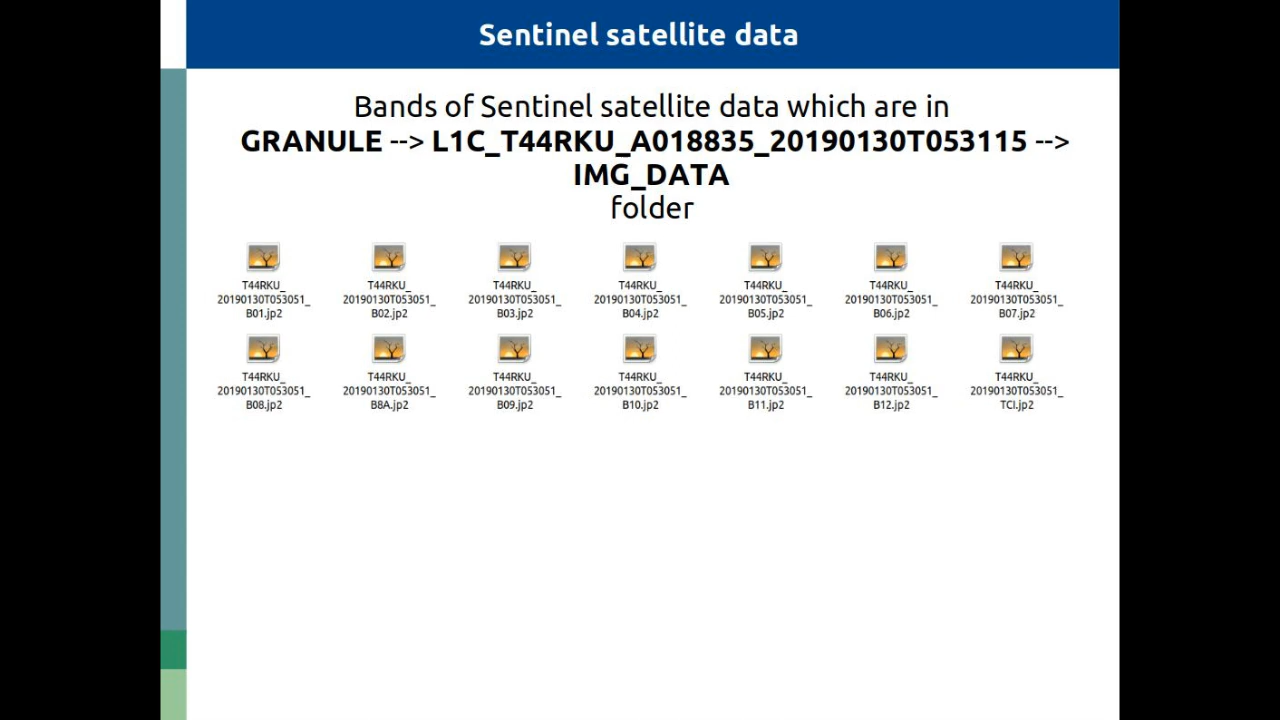 Sentinel satellite data
Bands of Sentinel satellite data which are in
GRANULE --> L1C_T44RKU_A018835_20190130T053115 -->
IMG_DATA
folder
T44RKU_
20190130T053051_
B01.jp2
T44RKU_
20190130T053051_
B02.jp2
T44RKU_
20190130T053051_
B03.jp2
T44RKU_
20190130T053051_
B04.jp2
T44RKU_
20190130T053051_
B05.jp2
T44RKU_
20190130T053051_
B06.jp2
T44RKU_
20190130T053051_
B07.jp2
T44RKU_
20190130T053051_
B08.jp2
T44RKU_
20190130T053051_
B8A.jp2
T44RKU_
20190130T053051_
B09.jp2
T44RKU_
20190130T053051_
B10.jp2
T44RKU_
20190130T053051_
B11.jp2
T44RKU_
20190130T053051_
B12.jp2
T44RKU_
20190130T053051_
TCI.jp2